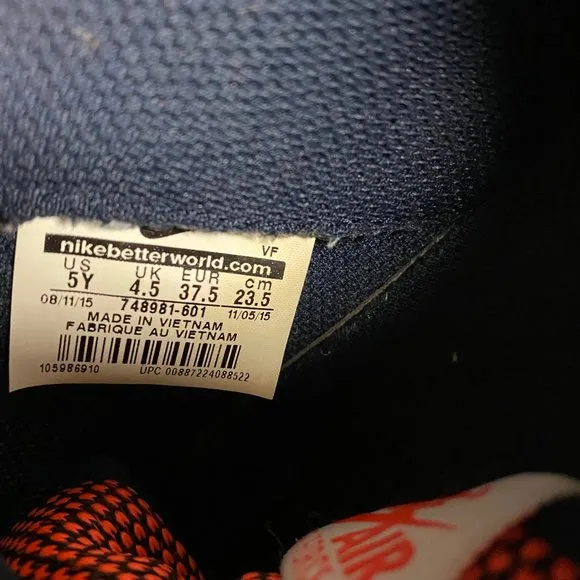 nikebetterworld.com
VF
US UK EUR cm
5Y 4.5 37.5 23.5
08/11/15 748981-601 11/05/15
MADE IN VIETNAM
FABRIQUE AU VIETNAM
105986910 UPC 00887224088522
AIR